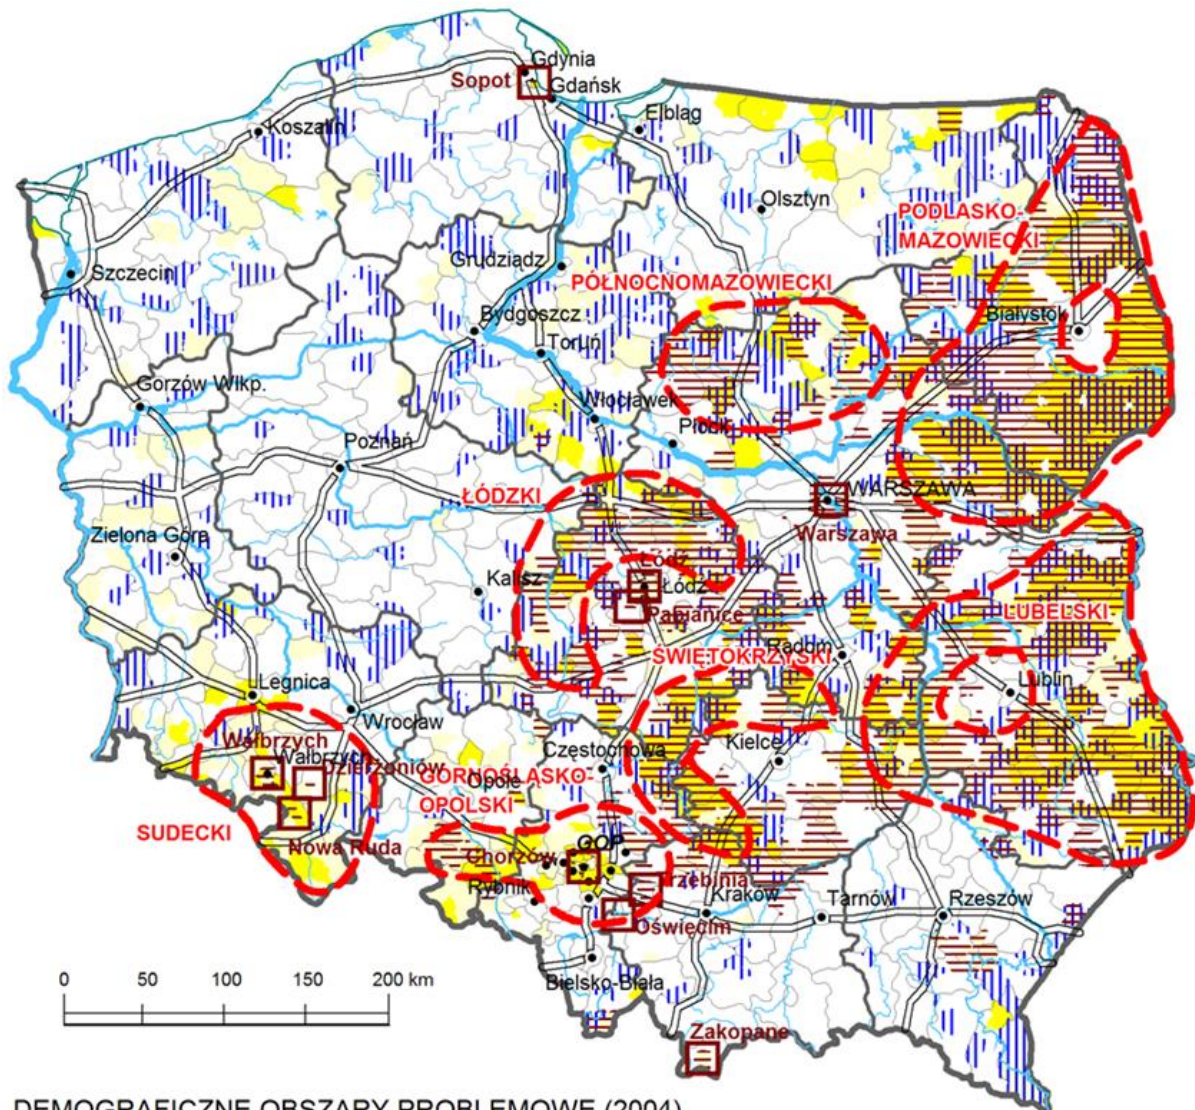 Gdynia
Sopot
Gdańsk
Koszalin
Elbląg
Olsztyn
PODLASKO-
MAZOWIECKI
Szczecin
Grudziądz
PÓŁNOCNOMAZOWIECKI
Bydgoszcz
Białystok
Toruń
Gorzów Wlkp.
Włocławek
Poznań
Płock
ŁÓDZKI
WARSZAWA
Warszawa
Zielona Góra
Łódź
Kalisz
Łódź
Pabianice
LUBELSKI
Radom
ŚWIĘTOKRZYSKI
Legnica
Lublin
Wrocław
Wałbrzych
Częstochowa
Kielce
Wałbrzych
Dzierżoniów
GÓRNOŚLĄSKO-
Opole
OPOLSKI
SUDECKI
Nowa Ruda
GOP
Chorzów
Trzebinia
Rybnik
Kraków
Tarnów
Rzeszów
Oświęcim
0 50 100 150 200 km
Bielsko-Biała
Zakopane
DEMOGRAFICZNE OBSZARY PROBLEMOWE (2004)